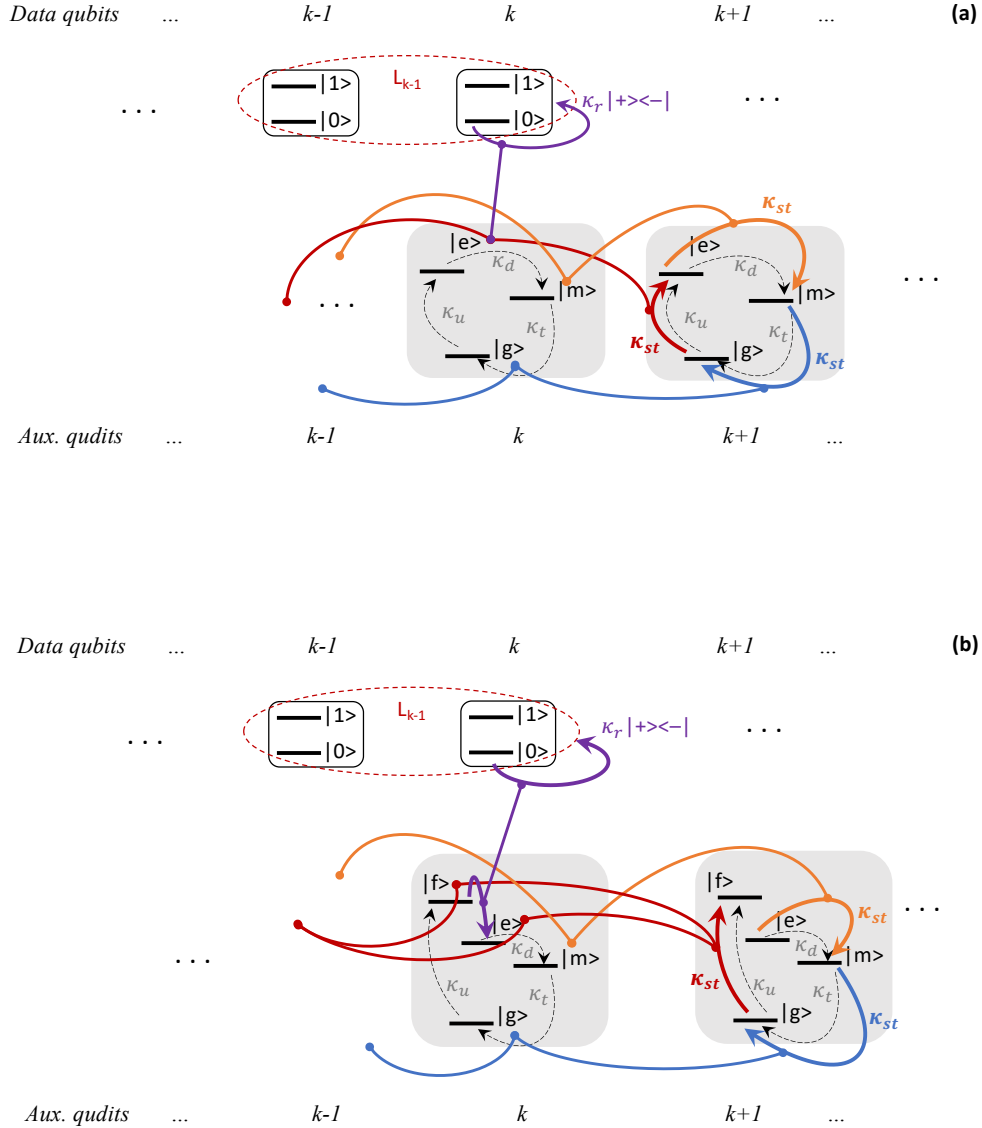 Data qubits ... k-1 k k+1 ... (a)
|1> L_{k-1} |1>
. . . . . .
|0> |0> κ_r |+><-|
κ_st
|e> |e>
κ_d κ_d
. . . |m> |m> . . .
κ_u κ_t κ_u κ_t
|g> κ_st |g> κ_st
Aux. qudits ... k-1 k k+1 ...
Data qubits ... k-1 k k+1 ... (b)
|1> L_{k-1} |1> κ_r |+><-|
. . . . . .
|0> |0>
|f> |f>
|e> |e> κ_st . . .
. . . κ_d |m> κ_d |m>
κ_u κ_t κ_st κ_u κ_t
|g> |g> κ_st
Aux. qudits ... k-1 k k+1 ...